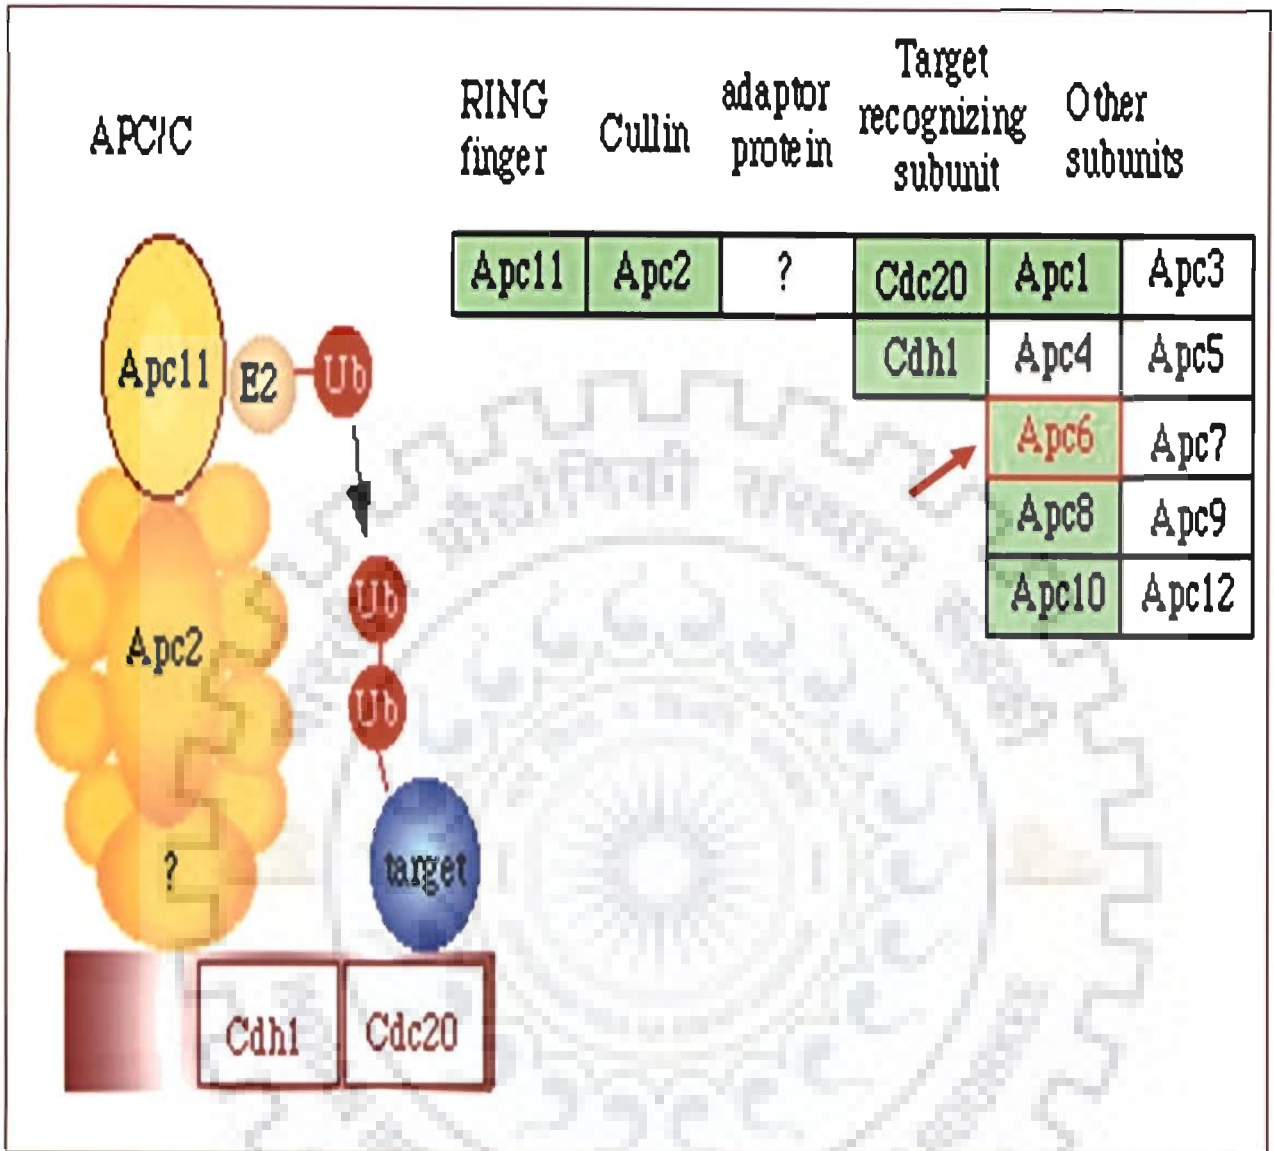 APC/C
RING
finger
Cullin
adaptor
protein
Target
recognizing
subunit
Other
subunits
Apc11 Apc2 ? Cdc20 Apc1 Apc3
Cdh1 Apc4 Apc5
Apc6 Apc7
Apc8 Apc9
Apc10 Apc12
Apc11
E2
Ub
Ub
Apc2
Ub
?
target
Cdh1
Cdc20